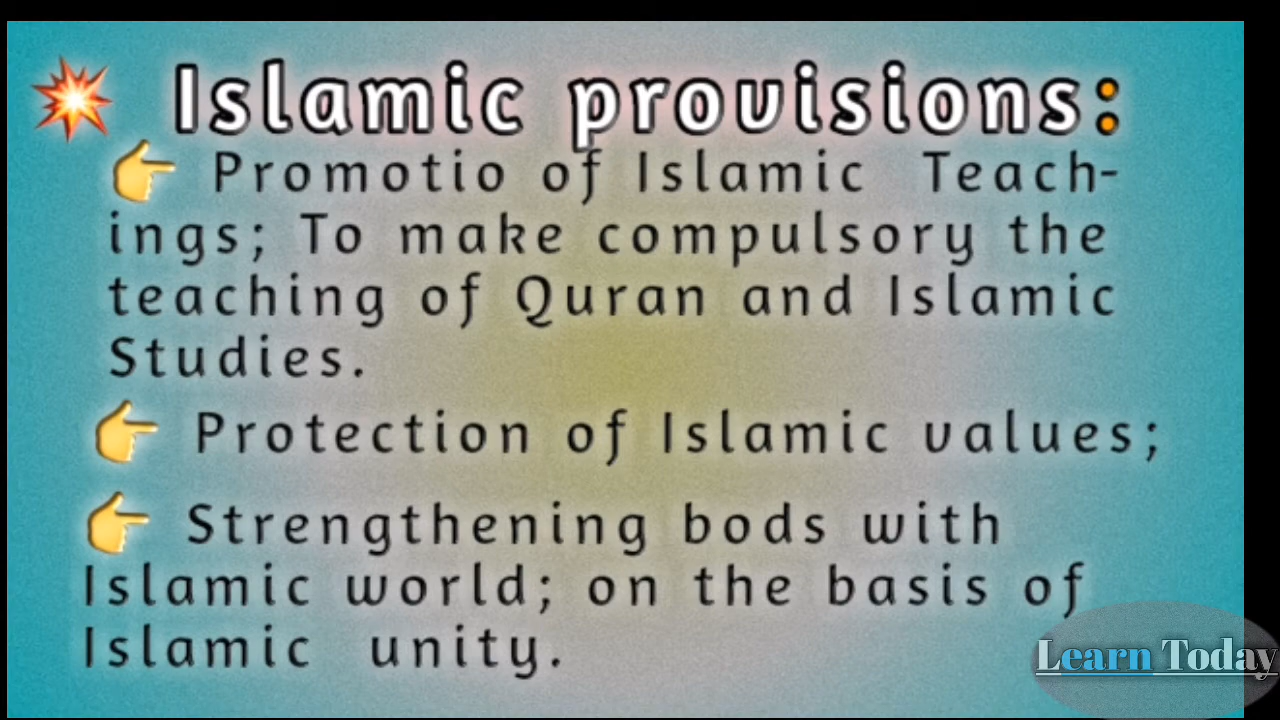 Islamic provisions:
Promotio of Islamic Teach-
ings; To make compulsory the
teaching of Quran and Islamic
Studies.
Protection of Islamic values;
Strengthening bods with
Islamic world; on the basis of
Islamic unity.
Learn Today